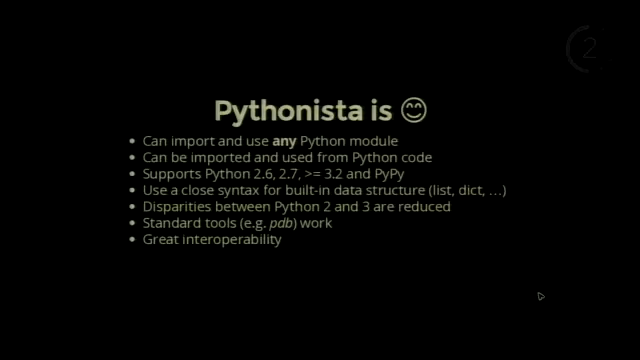 2
Pythonista is 😊
Can import and use any Python module
Can be imported and used from Python code
Supports Python 2.6, 2.7, >= 3.2 and PyPy
Use a close syntax for built-in data structure (list, dict, …)
Disparities between Python 2 and 3 are reduced
Standard tools (e.g. pdb) work
Great interoperability